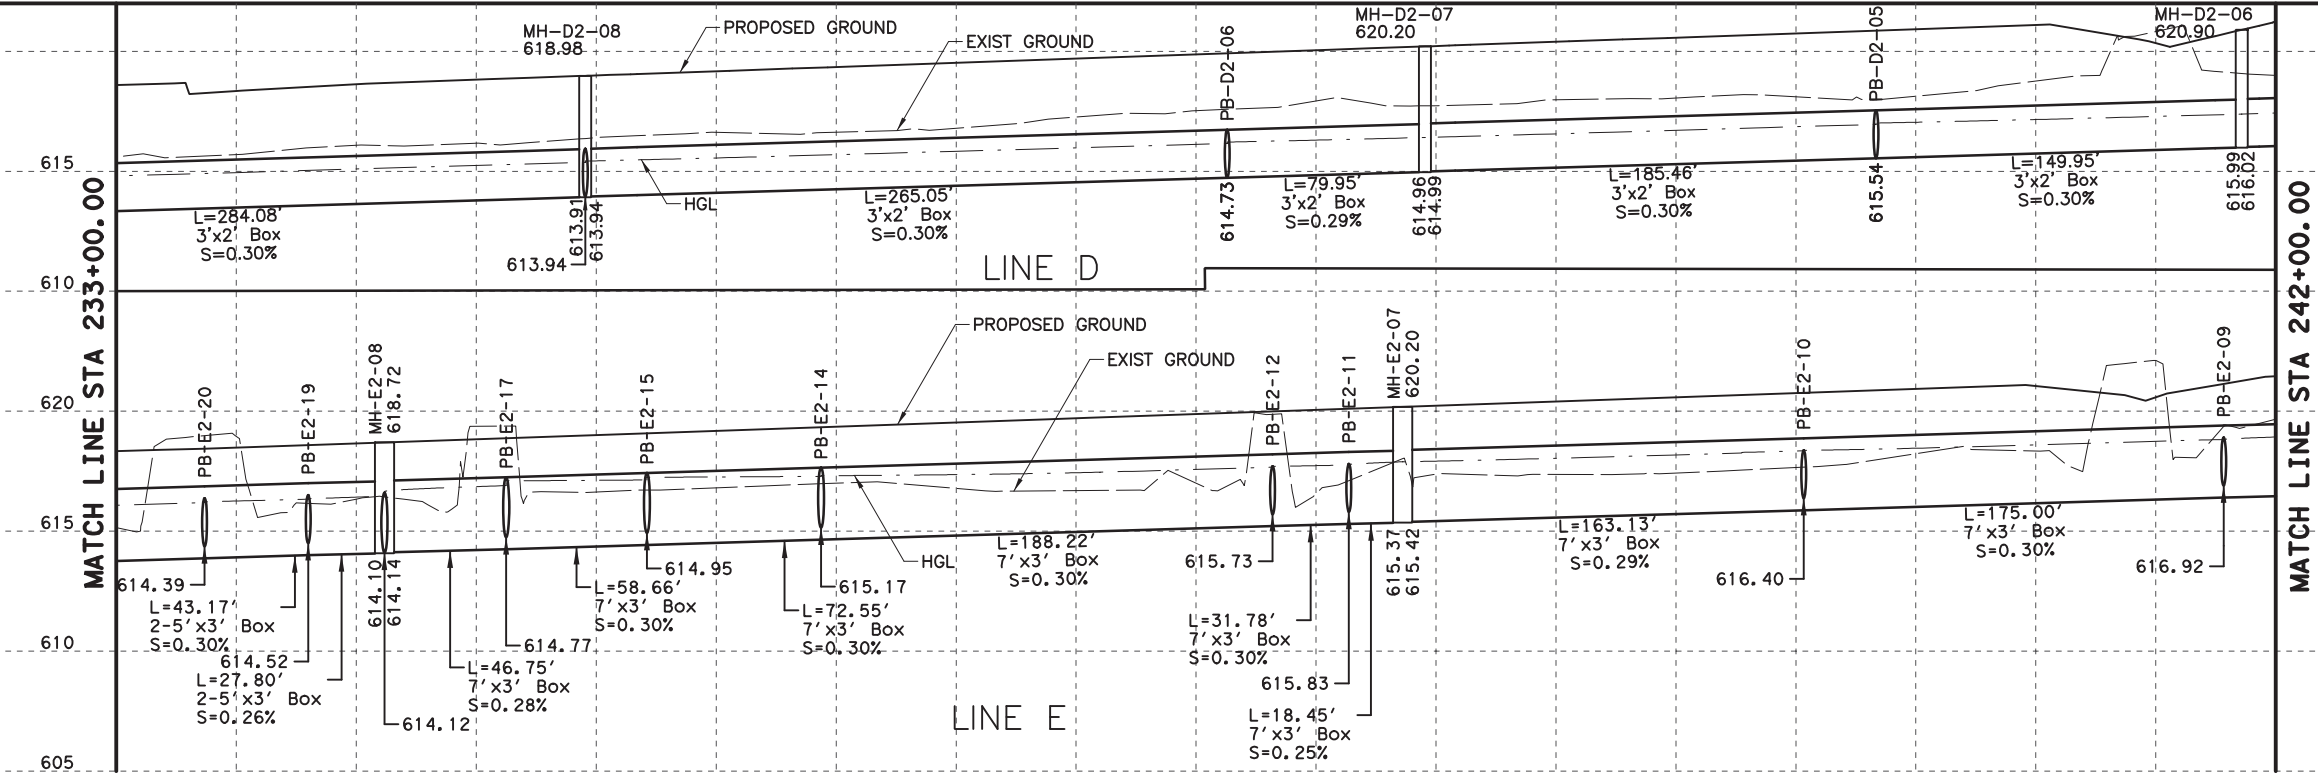 MATCH LINE STA 233+00.00
MATCH LINE STA 242+00.00
615
610
620
615
610
605
MH-D2-08
618.98
PROPOSED GROUND
EXIST GROUND
PB-D2-06
MH-D2-07
620.20
PB-D2-05
MH-D2-06
620.90
L=284.08'
3'x2' Box
S=0.30%
613.91
613.94
613.94
HGL
L=265.05'
3'x2' Box
S=0.30%
614.73
L=79.95'
3'x2' Box
S=0.29%
614.96
614.99
L=185.46'
3'x2' Box
S=0.30%
615.54
L=149.95'
3'x2' Box
S=0.30%
615.99
616.02
LINE D
PROPOSED GROUND
EXIST GROUND
PB-E2-20
PB-E2-19
MH-E2-08
618.72
PB-E2-17
PB-E2-15
PB-E2-14
PB-E2-12
PB-E2-11
MH-E2-07
620.20
PB-E2-10
PB-E2-09
614.39
L=43.17'
2-5'x3' Box
S=0.30%
614.52
L=27.80'
2-5'x3' Box
S=0.26%
614.10
614.14
614.12
L=46.75'
7'x3' Box
S=0.28%
614.77
L=58.66'
7'x3' Box
S=0.30%
614.95
L=72.55'
7'x3' Box
S=0.30%
615.17
HGL
L=188.22'
7'x3' Box
S=0.30%
615.73
L=31.78'
7'x3' Box
S=0.30%
615.83
L=18.45'
7'x3' Box
S=0.25%
615.37
615.42
L=163.13'
7'x3' Box
S=0.29%
616.40
L=175.00'
7'x3' Box
S=0.30%
616.92
LINE E